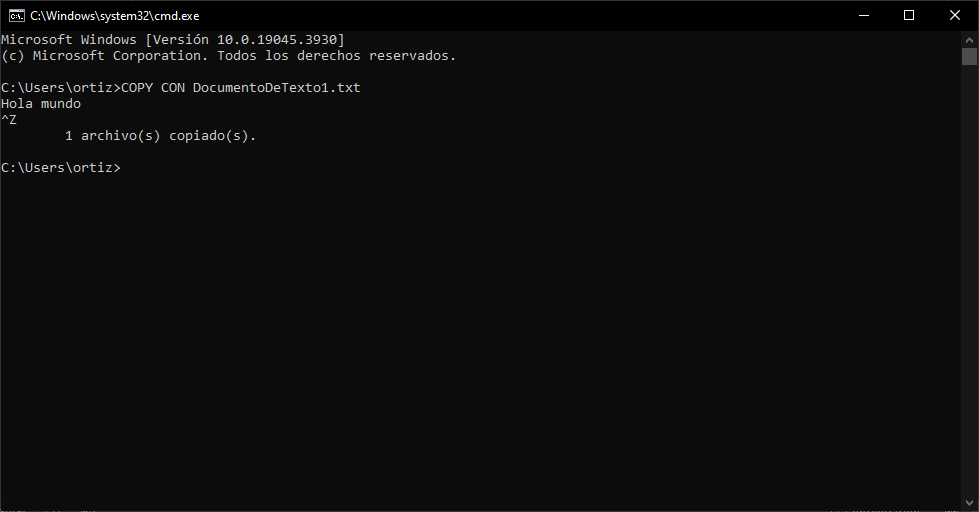 C:\Windows\system32\cmd.exe
Microsoft Windows [Versión 10.0.19045.3930]
(c) Microsoft Corporation. Todos los derechos reservados.
C:\Users\ortiz>COPY CON DocumentoDeTexto1.txt
Hola mundo
^Z
        1 archivo(s) copiado(s).
C:\Users\ortiz>